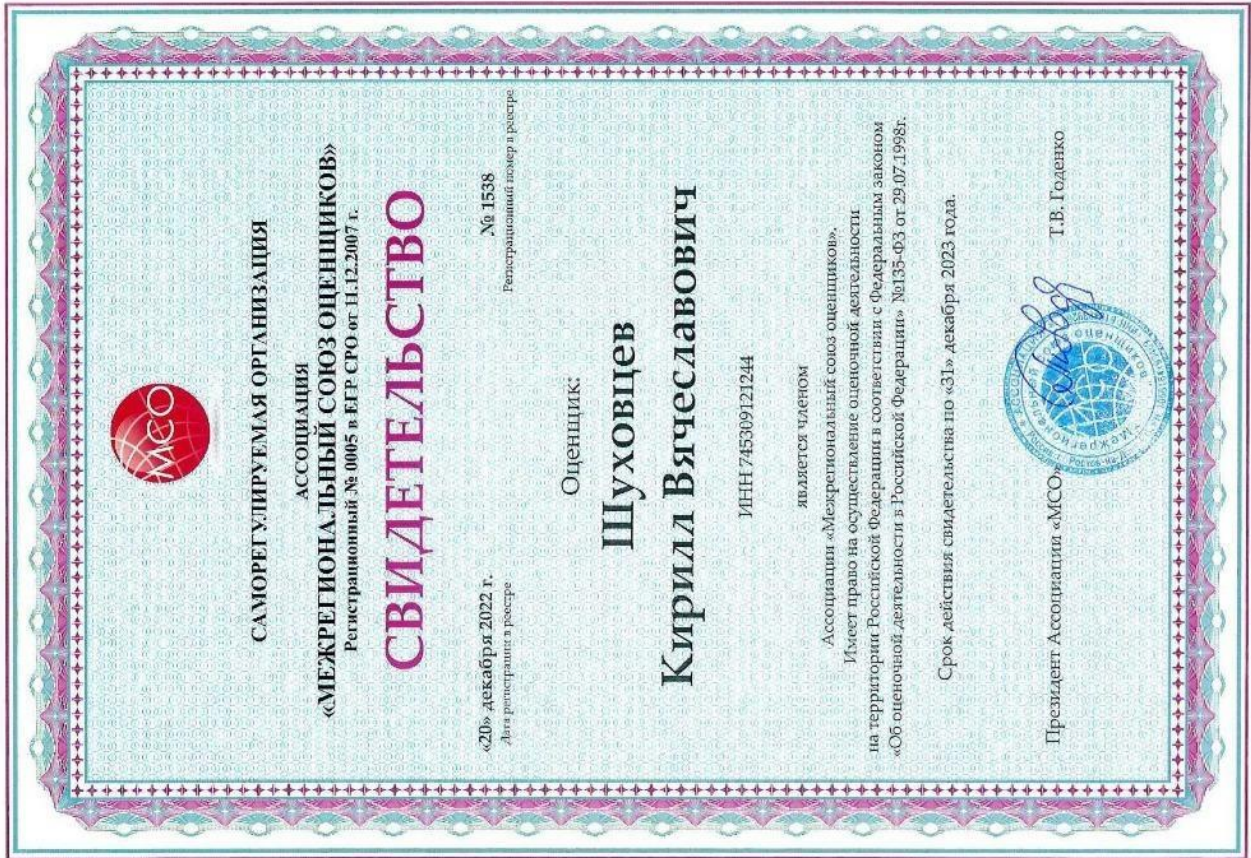 МСО
САМОРЕГУЛИРУЕМАЯ ОРГАНИЗАЦИЯ
АССОЦИАЦИЯ
«МЕЖРЕГИОНАЛЬНЫЙ СОЮЗ ОЦЕНЩИКОВ»
Регистрационный № 0005 в ЕГР СРО от 11.12.2007 г.
СВИДЕТЕЛЬСТВО
«20» декабря 2022 г. № 1538
Дата регистрации в реестре Регистрационный номер в реестре
Оценщик:
Шуховцев
Кирилл Вячеславович
ИНН 745309121244
является членом
Ассоциации «Межрегиональный союз оценщиков».
Имеет право на осуществление оценочной деятельности
на территории Российской Федерации в соответствии с Федеральным законом
«Об оценочной деятельности в Российской Федерации» №135-ФЗ от 29.07.1998г.
Срок действия свидетельства по «31» декабря 2023 года.
Президент Ассоциации «МСО» Т.В. Годенко